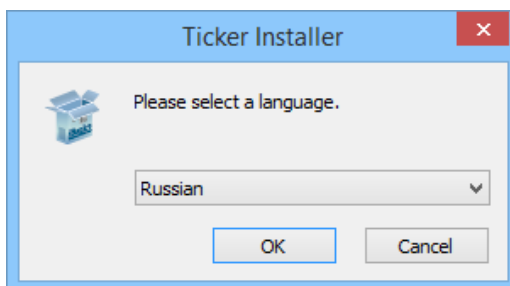 Ticker Installer
Please select a language.
Russian
OK
Cancel